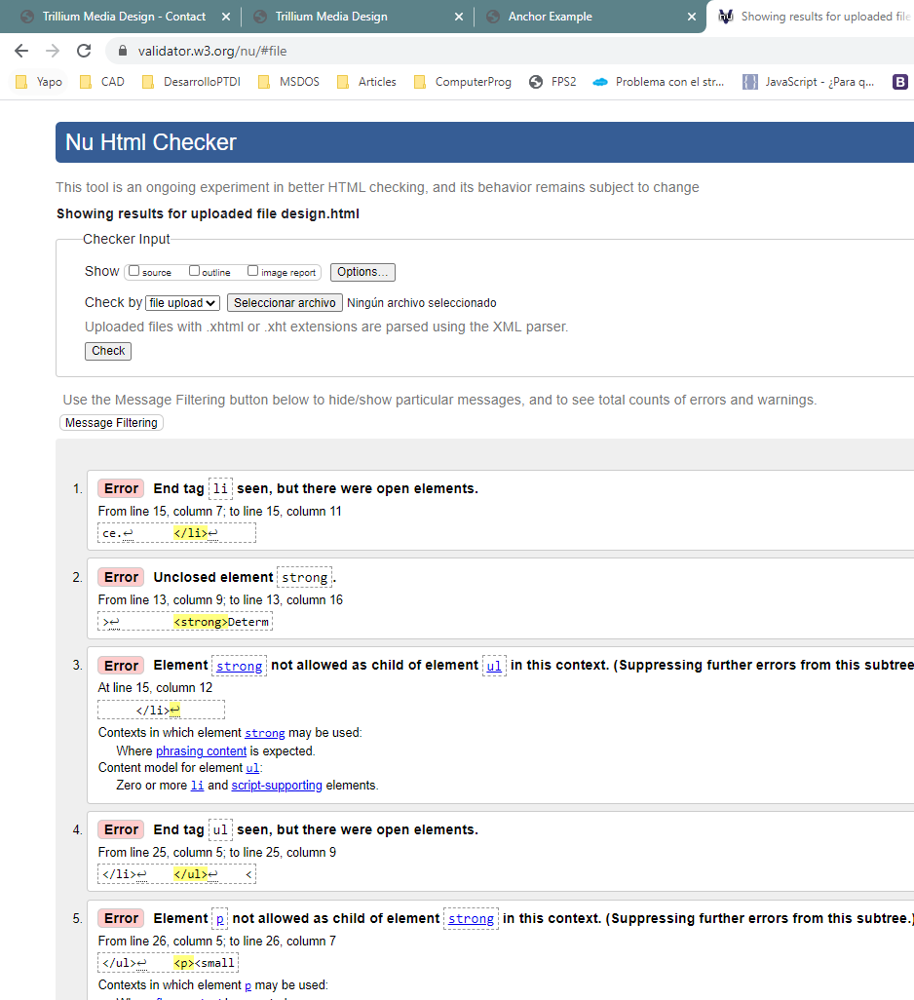 Trillium Media Design - Contact
Trillium Media Design
Anchor Example
Showing results for uploaded file
validator.w3.org/nu/#file
Yapo CAD DesarrolloPTDI MSDOS Articles ComputerProg FPS2 Problema con el str... JavaScript - ¿Para q... B
Nu Html Checker
This tool is an ongoing experiment in better HTML checking, and its behavior remains subject to change
Showing results for uploaded file design.html
Checker Input
Show source outline image report Options...
Check by file upload Seleccionar archivo Ningún archivo seleccionado
Uploaded files with .xhtml or .xht extensions are parsed using the XML parser.
Check
Use the Message Filtering button below to hide/show particular messages, and to see total counts of errors and warnings.
Message Filtering
1. Error End tag li seen, but there were open elements.
From line 15, column 7; to line 15, column 11
ce.↩ </li>↩
2. Error Unclosed element strong.
From line 13, column 9; to line 13, column 16
>↩ <strong>Determ
3. Error Element strong not allowed as child of element ul in this context. (Suppressing further errors from this subtree
At line 15, column 12
</li>↩
Contexts in which element strong may be used:
Where phrasing content is expected.
Content model for element ul:
Zero or more li and script-supporting elements.
4. Error End tag ul seen, but there were open elements.
From line 25, column 5; to line 25, column 9
</li>↩ </ul>↩ <
5. Error Element p not allowed as child of element strong in this context. (Suppressing further errors from this subtree.)
From line 26, column 5; to line 26, column 7
</ul>↩ <p><small
Contexts in which element p may be used: